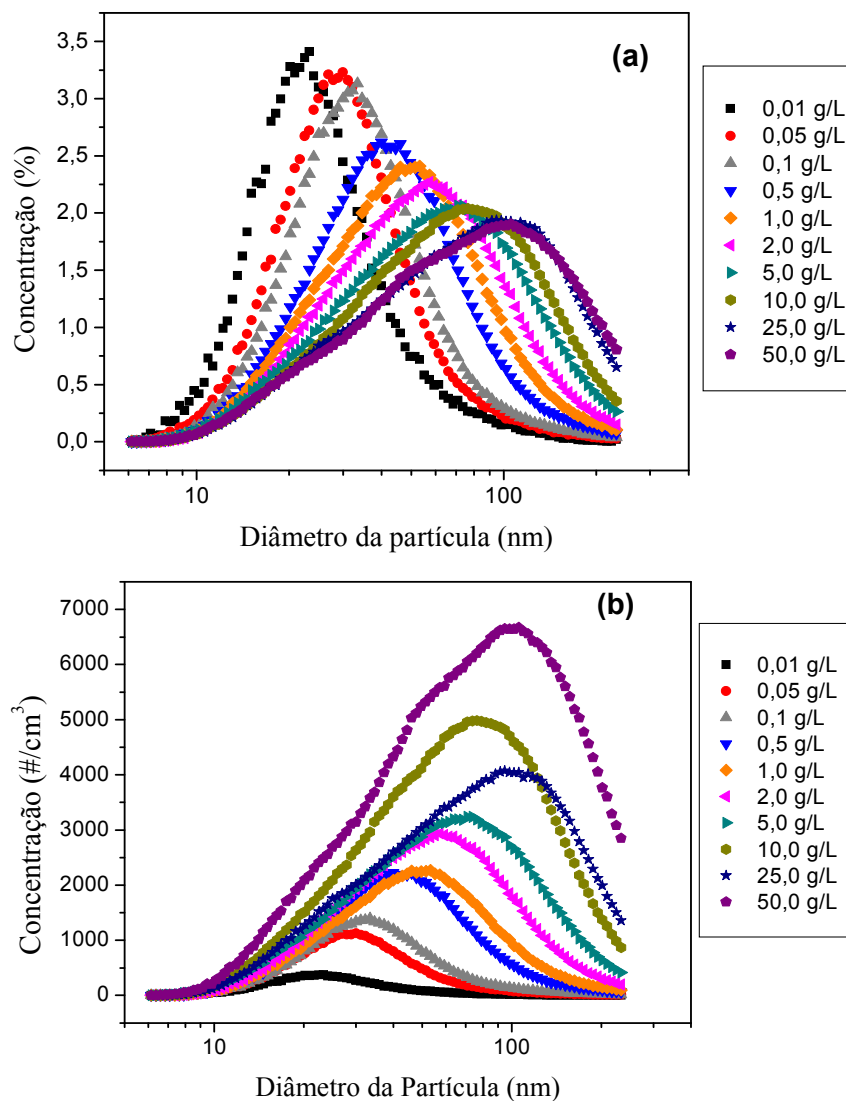 (a)
3,5
3,0
2,5
2,0
1,5
1,0
0,5
0,0
Concentração (%)
10
100
Diâmetro da partícula (nm)
0,01 g/L
0,05 g/L
0,1 g/L
0,5 g/L
1,0 g/L
2,0 g/L
5,0 g/L
10,0 g/L
25,0 g/L
50,0 g/L
(b)
7000
6000
5000
4000
3000
2000
1000
0
Concentração (#/cm³)
10
100
Diâmetro da Partícula (nm)
0,01 g/L
0,05 g/L
0,1 g/L
0,5 g/L
1,0 g/L
2,0 g/L
5,0 g/L
10,0 g/L
25,0 g/L
50,0 g/L